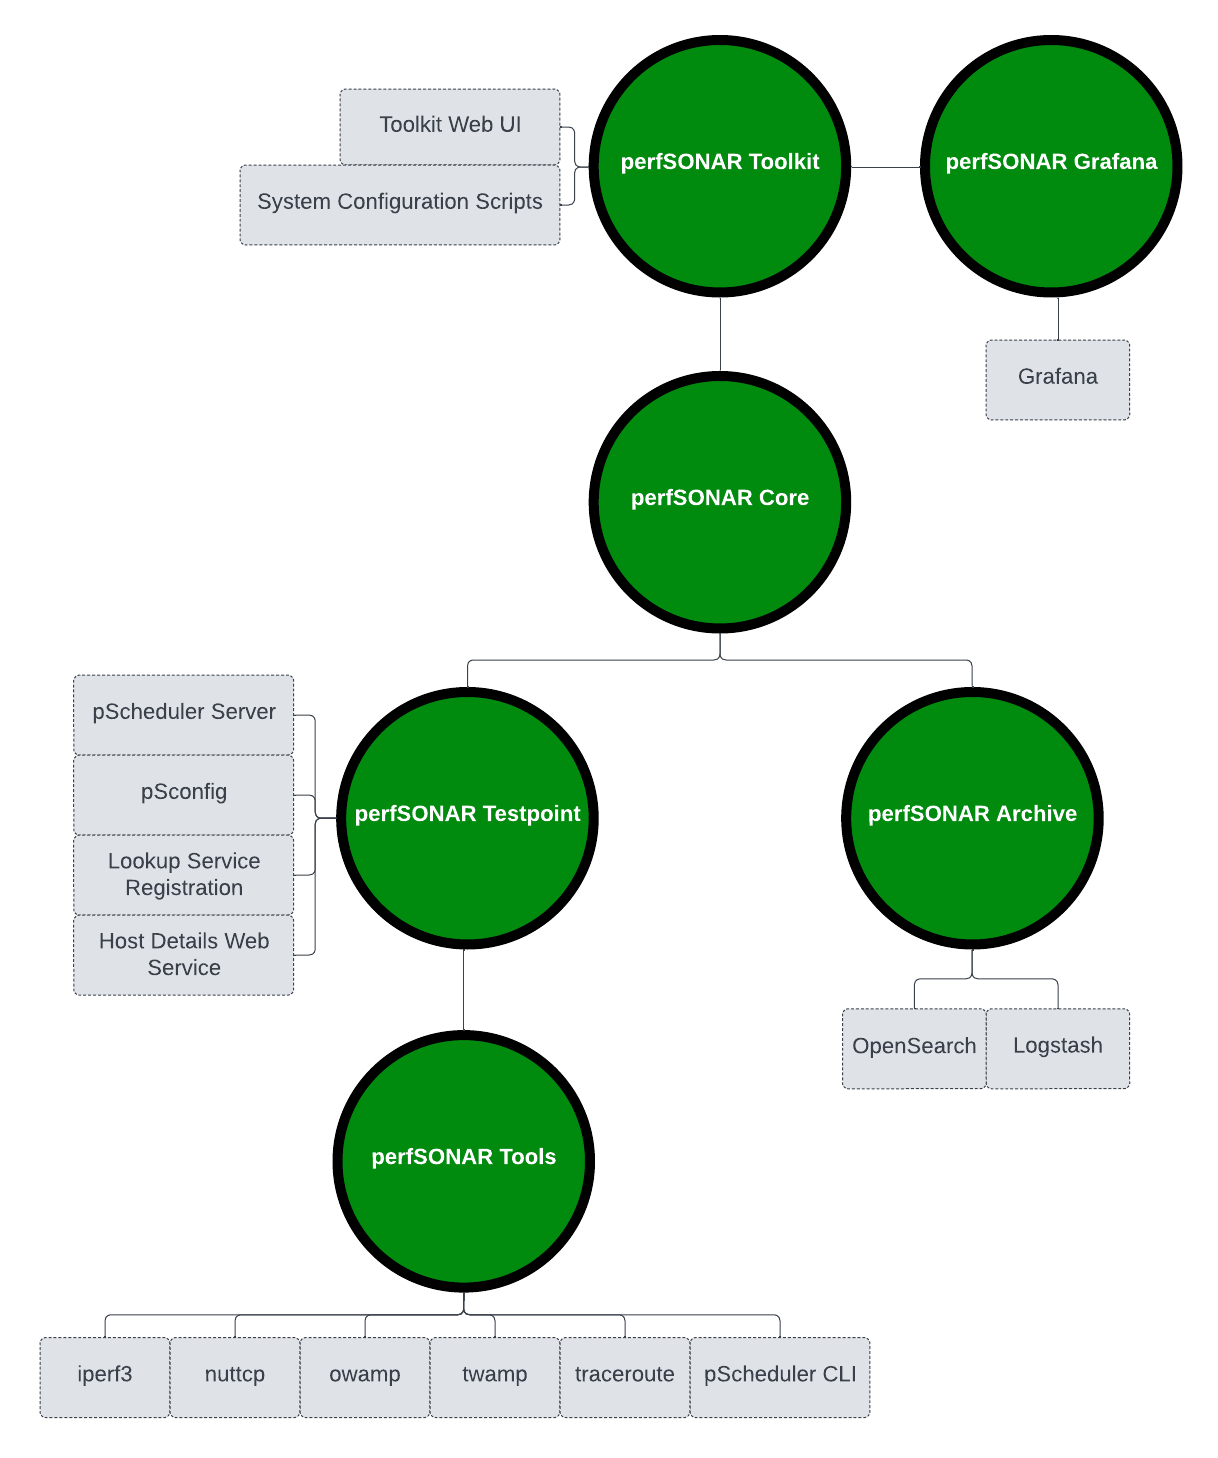 Toolkit Web UI
System Configuration Scripts
perfSONAR Toolkit
perfSONAR Grafana
Grafana
perfSONAR Core
pScheduler Server
pSconfig
Lookup Service
Registration
Host Details Web
Service
perfSONAR Testpoint
perfSONAR Archive
OpenSearch
Logstash
perfSONAR Tools
iperf3
nuttcp
owamp
twamp
traceroute
pScheduler CLI